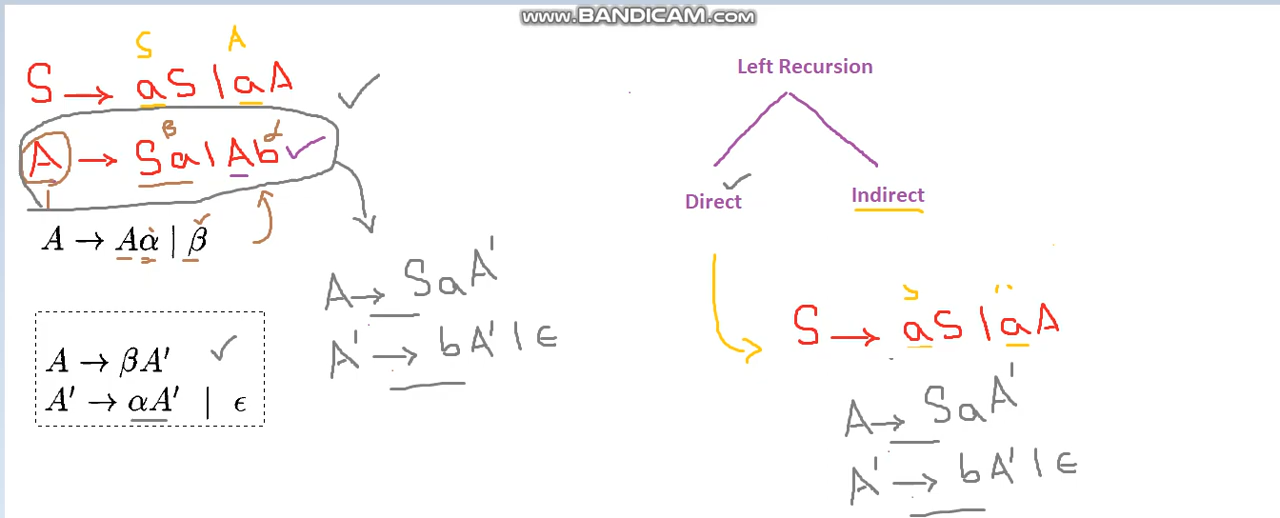 www.BANDICAM.com
S A
S → aS | aA
β α
A → Sa | Ab
A → Aα | β
A → SaA'
A' → bA' | ϵ
A → βA'
A' → αA' | ϵ
Left Recursion
Direct Indirect
S → aS | aA
A → SaA'
A' → bA' | ϵ